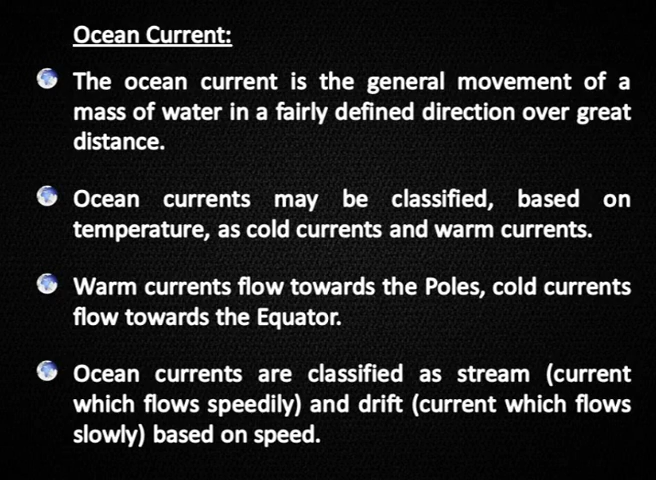 Ocean Current:
The ocean current is the general movement of a
mass of water in a fairly defined direction over great
distance.
Ocean currents may be classified, based on
temperature, as cold currents and warm currents.
Warm currents flow towards the Poles, cold currents
flow towards the Equator.
Ocean currents are classified as stream (current
which flows speedily) and drift (current which flows
slowly) based on speed.